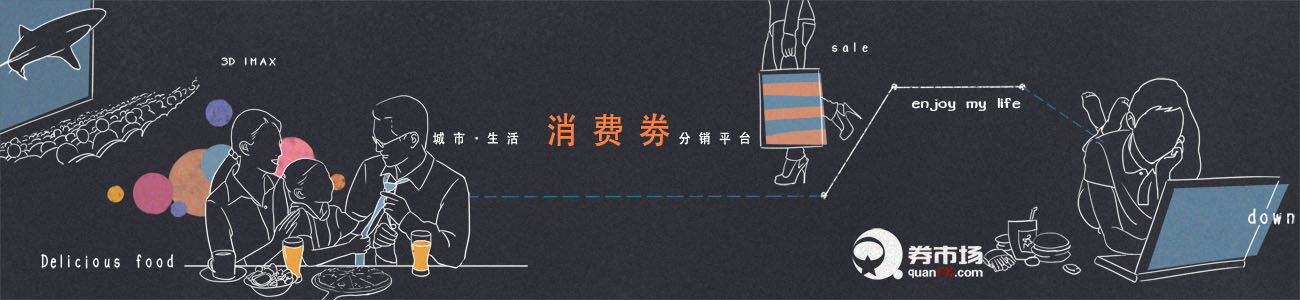 3D IMAX
sale
enjoy my life
城市·生活 消费劵 分销平台
down
Delicious food
券市场
quanFX.com